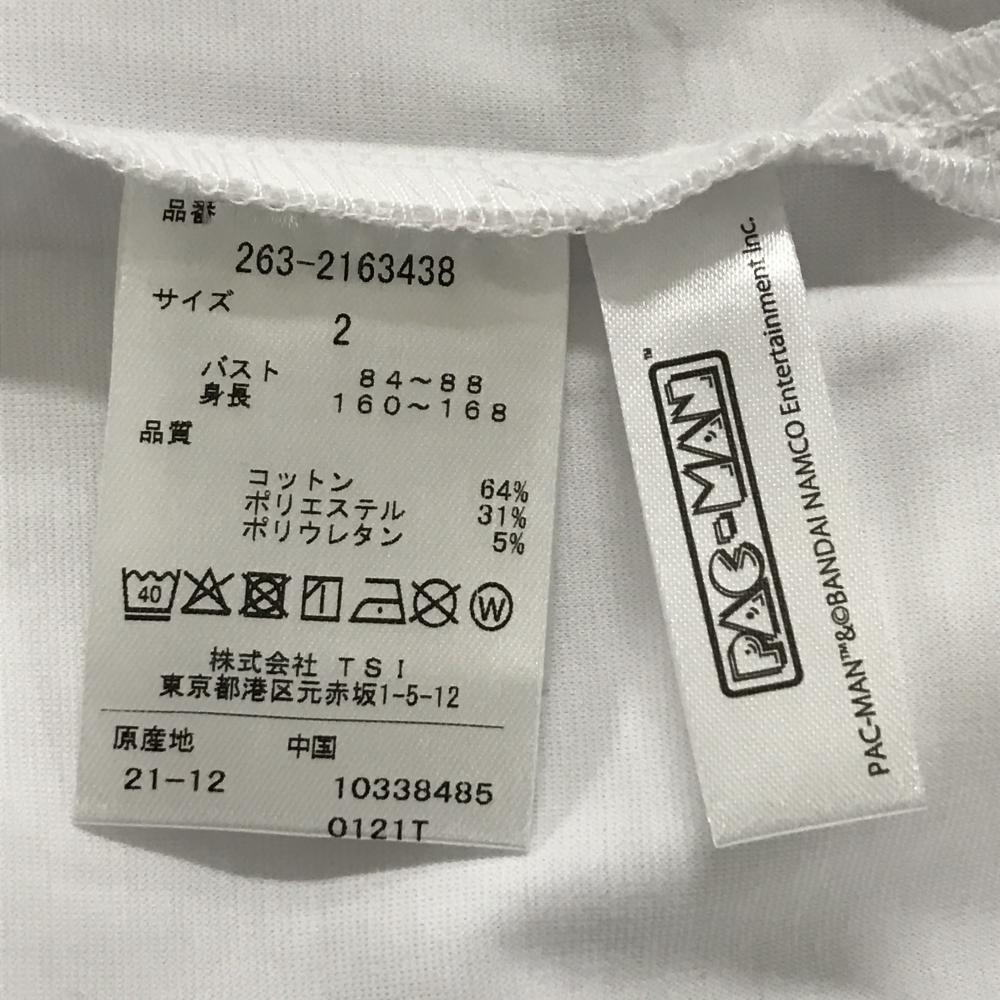 品番
263-2163438
サイズ
2
バスト 84～88
身長 160～168
品質
コットン 64%
ポリエステル 31%
ポリウレタン 5%
40 W
株式会社 TSI
東京都港区元赤坂1-5-12
原産地 中国
21-12 10338485
0121T
PAC-MAN™
PAC-MAN™&©BANDAI NAMCO Entertainment Inc.